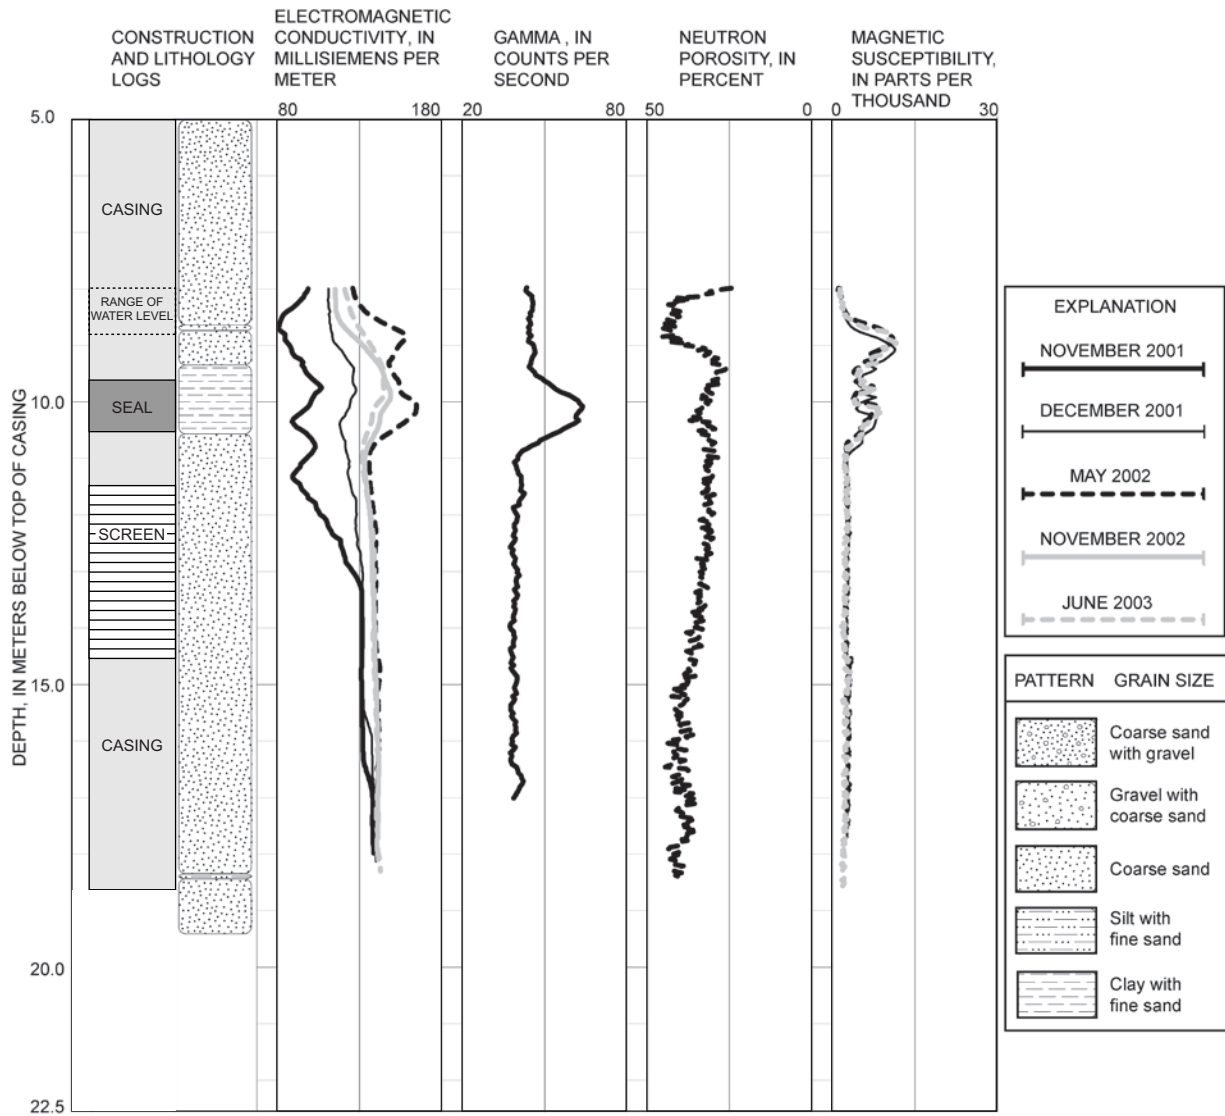 CONSTRUCTION
AND LITHOLOGY
LOGS
ELECTROMAGNETIC
CONDUCTIVITY, IN
MILLISIEMENS PER
METER
GAMMA , IN
COUNTS PER
SECOND
NEUTRON
POROSITY, IN
PERCENT
MAGNETIC
SUSCEPTIBILITY,
IN PARTS PER
THOUSAND
80 180
20 80
50 0
0 30
DEPTH, IN METERS BELOW TOP OF CASING
5.0
10.0
15.0
20.0
22.5
CASING
RANGE OF
WATER LEVEL
SEAL
SCREEN
CASING
EXPLANATION
NOVEMBER 2001
DECEMBER 2001
MAY 2002
NOVEMBER 2002
JUNE 2003
PATTERN GRAIN SIZE
Coarse sand
with gravel
Gravel with
coarse sand
Coarse sand
Silt with
fine sand
Clay with
fine sand